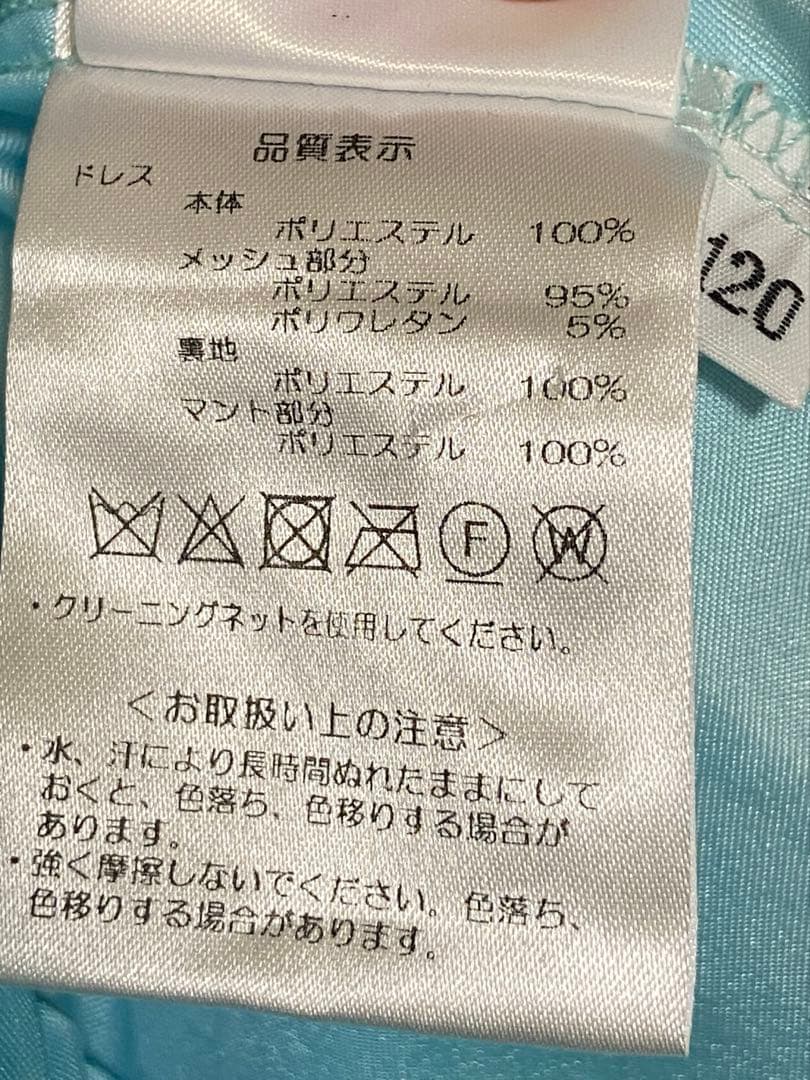 品質表示
ドレス
本体
ポリエステル 100%
メッシュ部分
ポリエステル 95%
ポリウレタン 5%
裏地
ポリエステル 100%
マント部分
ポリエステル 100%
F W
・クリーニングネットを使用してください。
<お取扱い上の注意>
・水、汗により長時間ぬれたままにして
おくと、色落ち、色移りする場合が
あります。
・強く摩擦しないでください。色落ち、
色移りする場合があります。
120